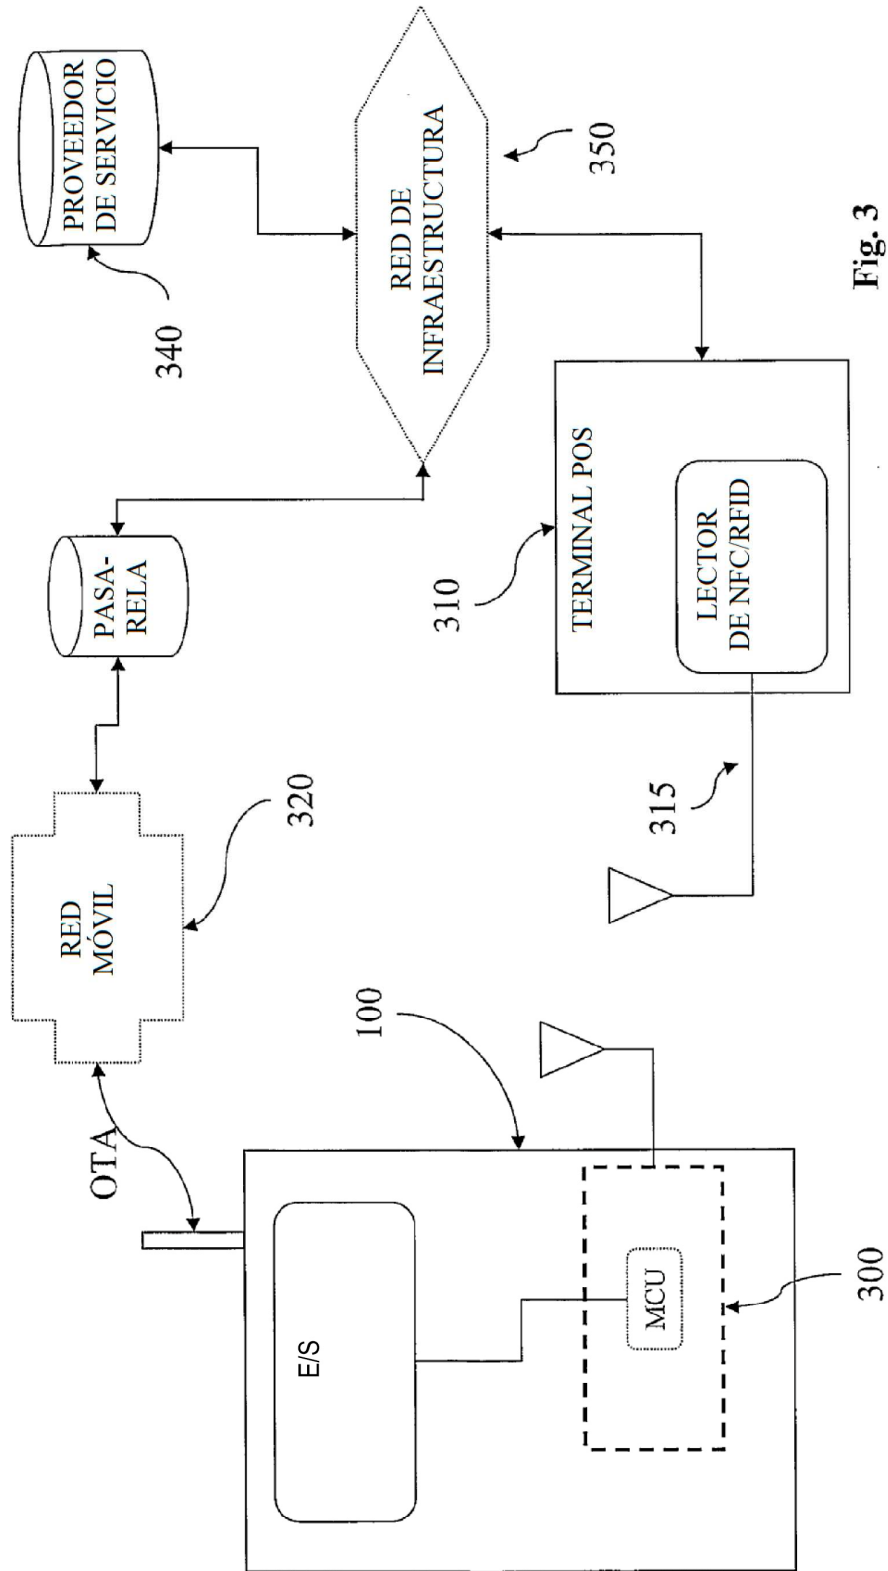 OTA
RED
MÓVIL
320
PASA-
RELA
PROVEEDOR
DE SERVICIO
340
RED DE
INFRAESTRUCTURA
350
E/S
100
MCU
300
315
310
TERMINAL POS
LECTOR
DE NFC/RFID
Fig. 3